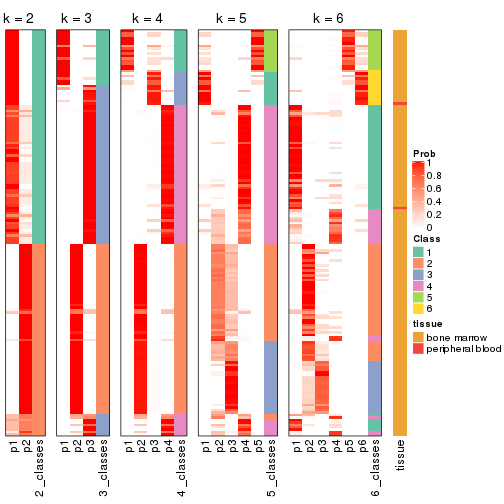 k = 2
k = 3
k = 4
k = 5
k = 6
Prob
1
0.8
0.6
0.4
0.2
0
Class
1
2
3
4
5
6
tissue
bone marrow
peripheral blood
p1
p2
2_classes
p1
p2
p3
3_classes
p1
p2
p3
p4
4_classes
p1
p2
p3
p4
p5
5_classes
p1
p2
p3
p4
p5
p6
6_classes
tissue